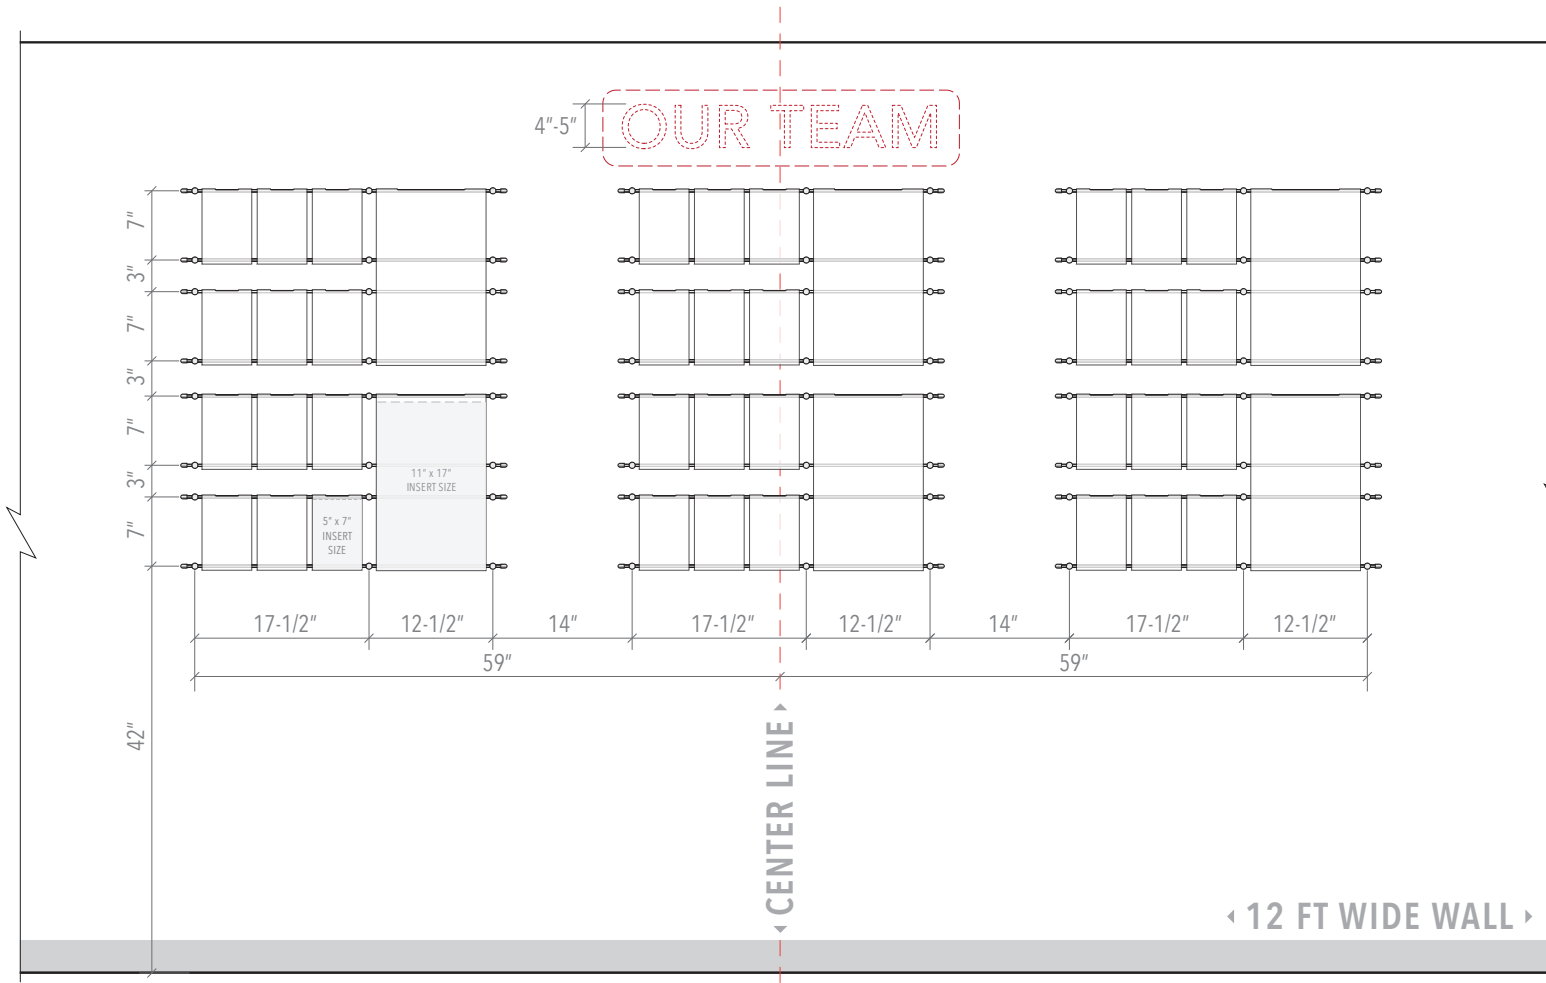 OUR TEAM
4"-5"
7"
3"
7"
3"
7"
3"
7"
11" x 17"
INSERT SIZE
5" x 7"
INSERT
SIZE
17-1/2" 12-1/2" 14" 17-1/2" 12-1/2" 14" 17-1/2" 12-1/2"
59" 59"
42"
CENTER LINE
12 FT WIDE WALL